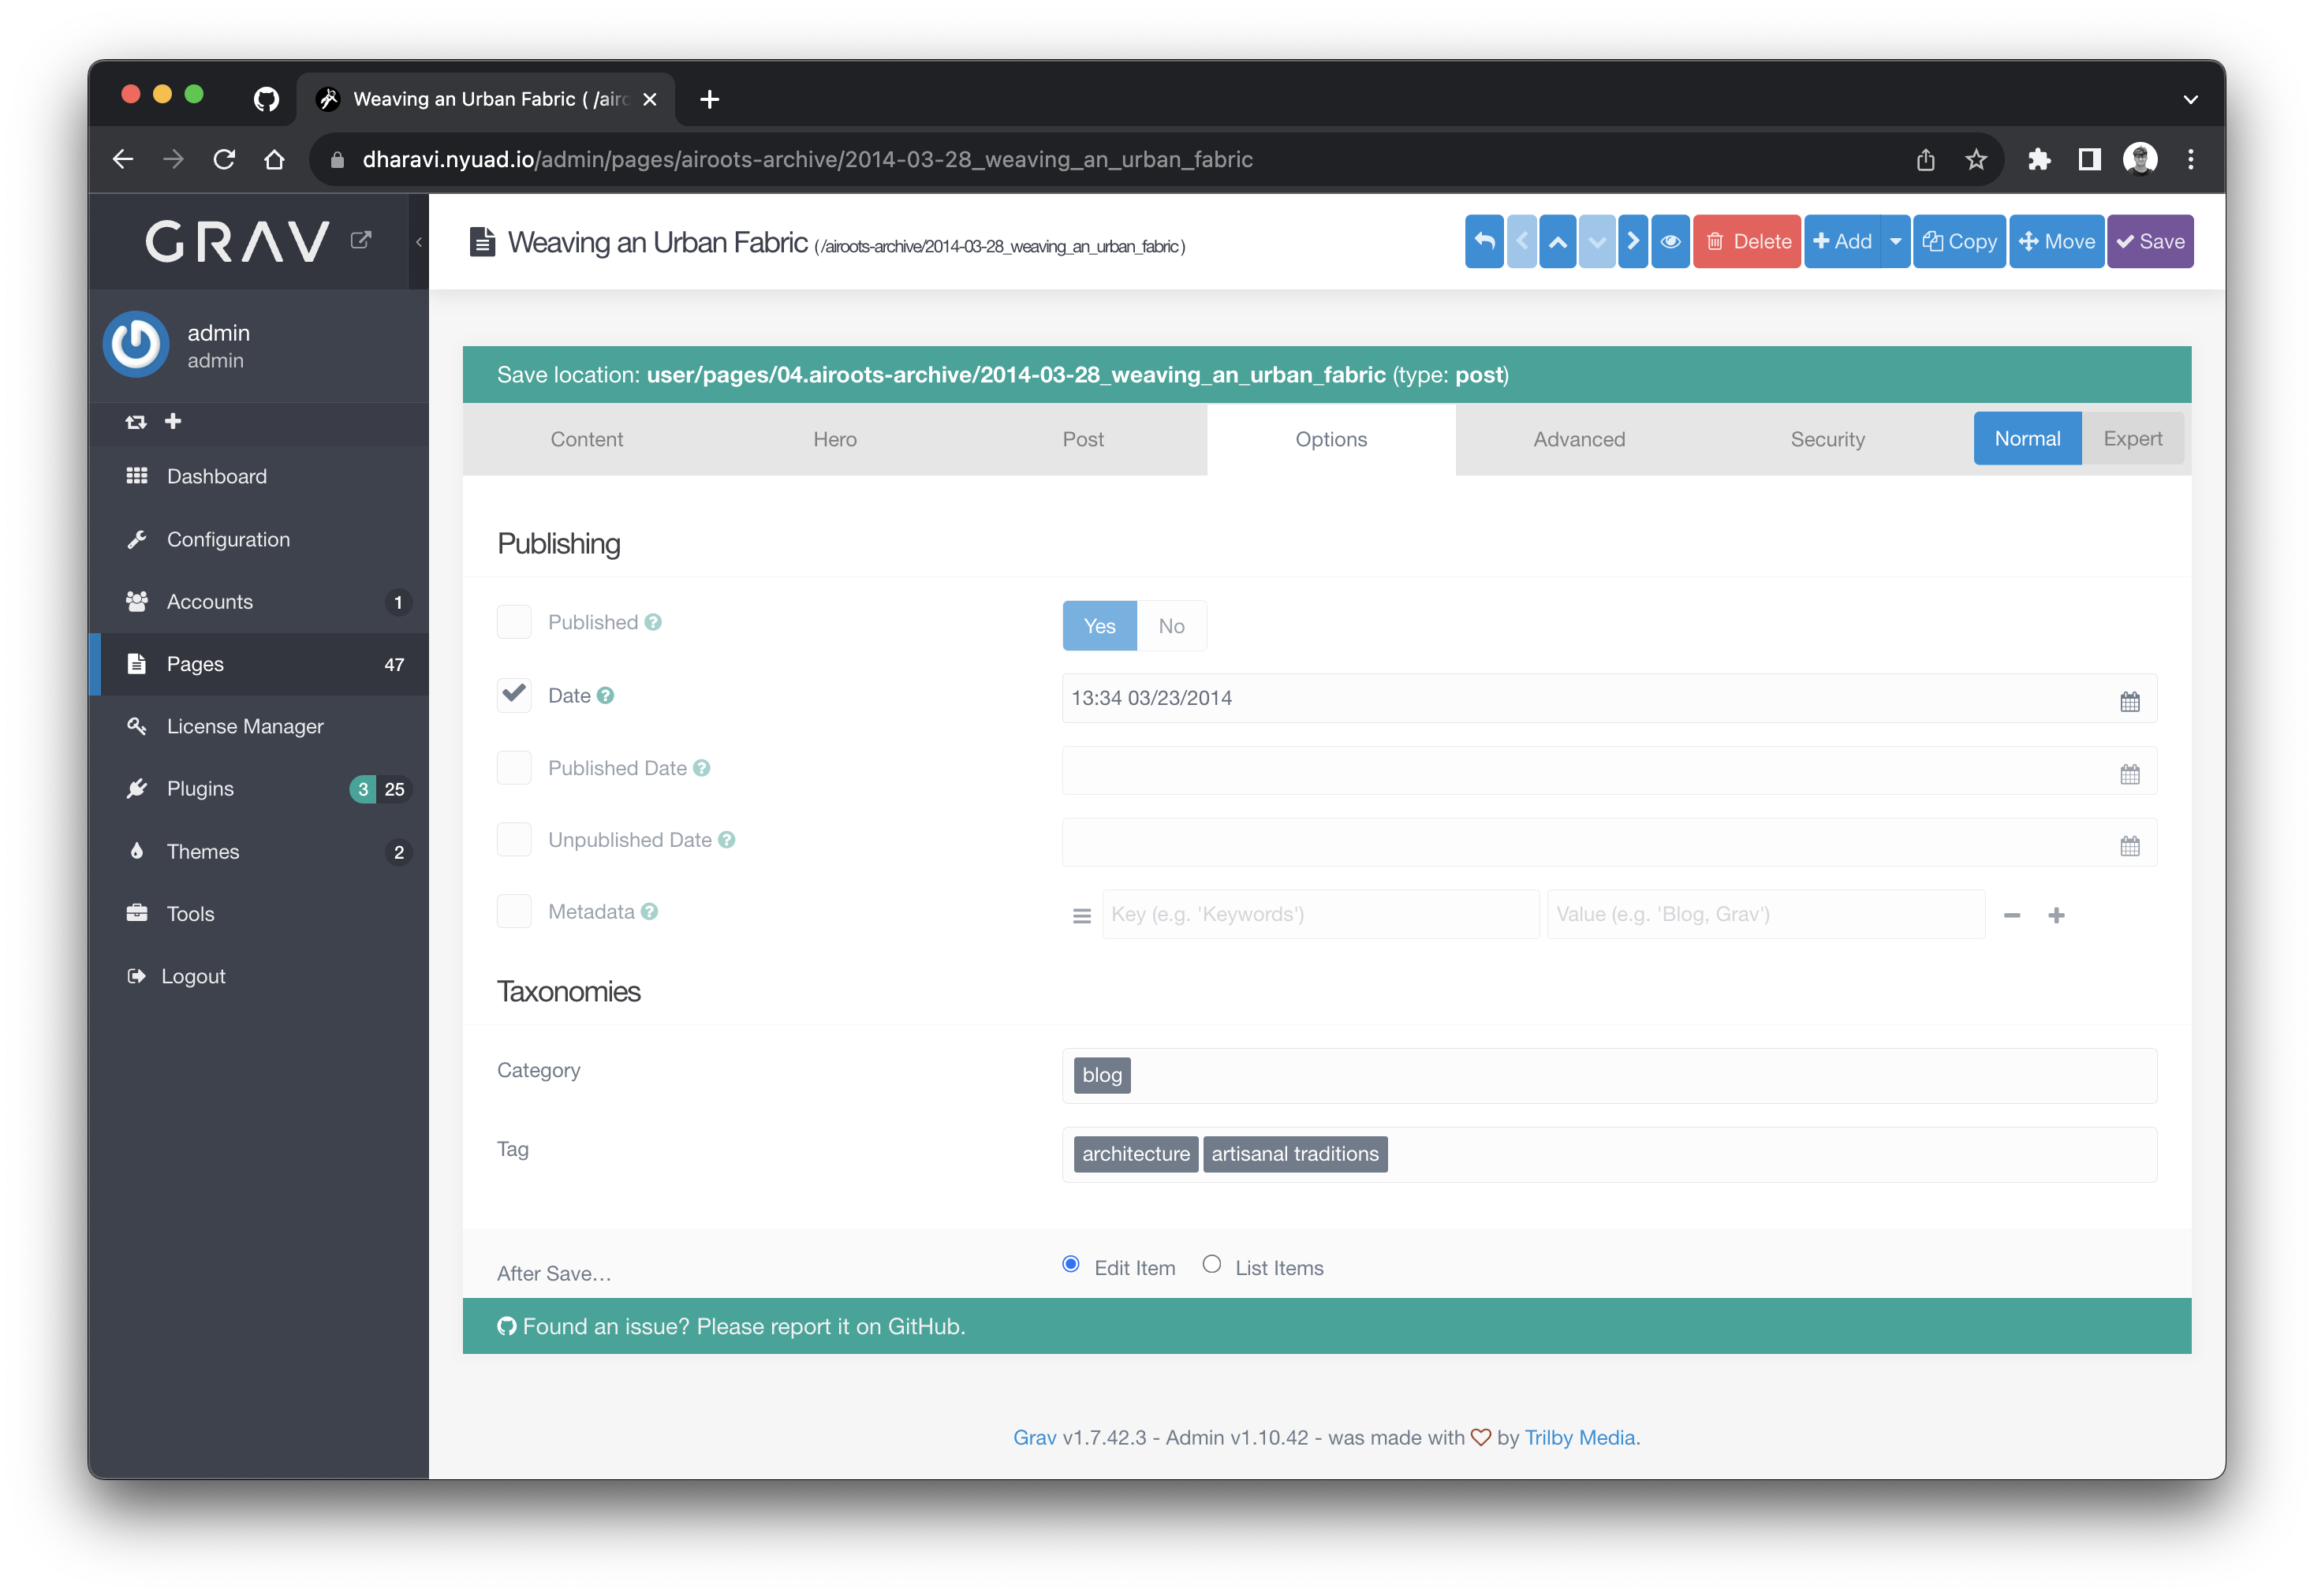 Weaving an Urban Fabric ( /airo
dharavi.nyuad.io/admin/pages/airoots-archive/2014-03-28_weaving_an_urban_fabric
GRAV
Weaving an Urban Fabric ( /airoots-archive/2014-03-28_weaving_an_urban_fabric )
Delete
Add
Copy
Move
Save
admin
admin
Dashboard
Configuration
Accounts 1
Pages 47
License Manager
Plugins 3 25
Themes 2
Tools
Logout
Save location: user/pages/04.airoots-archive/2014-03-28_weaving_an_urban_fabric (type: post)
Content Hero Post Options Advanced Security Normal Expert
Publishing
Published ? Yes No
Date ? 13:34 03/23/2014
Published Date ?
Unpublished Date ?
Metadata ? Key (e.g. 'Keywords') Value (e.g. 'Blog, Grav')
Taxonomies
Category blog
Tag architecture artisanal traditions
After Save... Edit Item List Items
Found an issue? Please report it on GitHub.
Grav v1.7.42.3 - Admin v1.10.42 - was made with by Trilby Media.